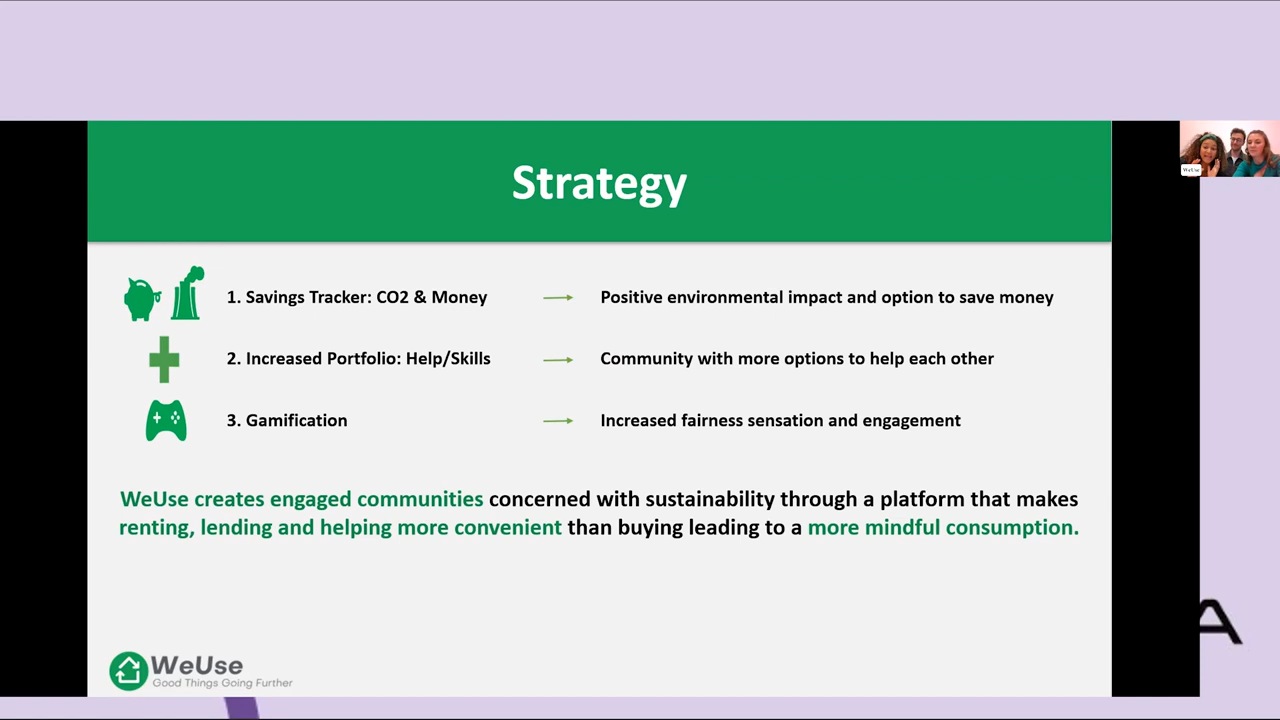 Strategy
1. Savings Tracker: CO2 & Money
Positive environmental impact and option to save money
2. Increased Portfolio: Help/Skills
Community with more options to help each other
3. Gamification
Increased fairness sensation and engagement
WeUse creates engaged communities concerned with sustainability through a platform that makes
renting, lending and helping more convenient than buying leading to a more mindful consumption.
WeUse
Good Things Going Further
WeUse
A